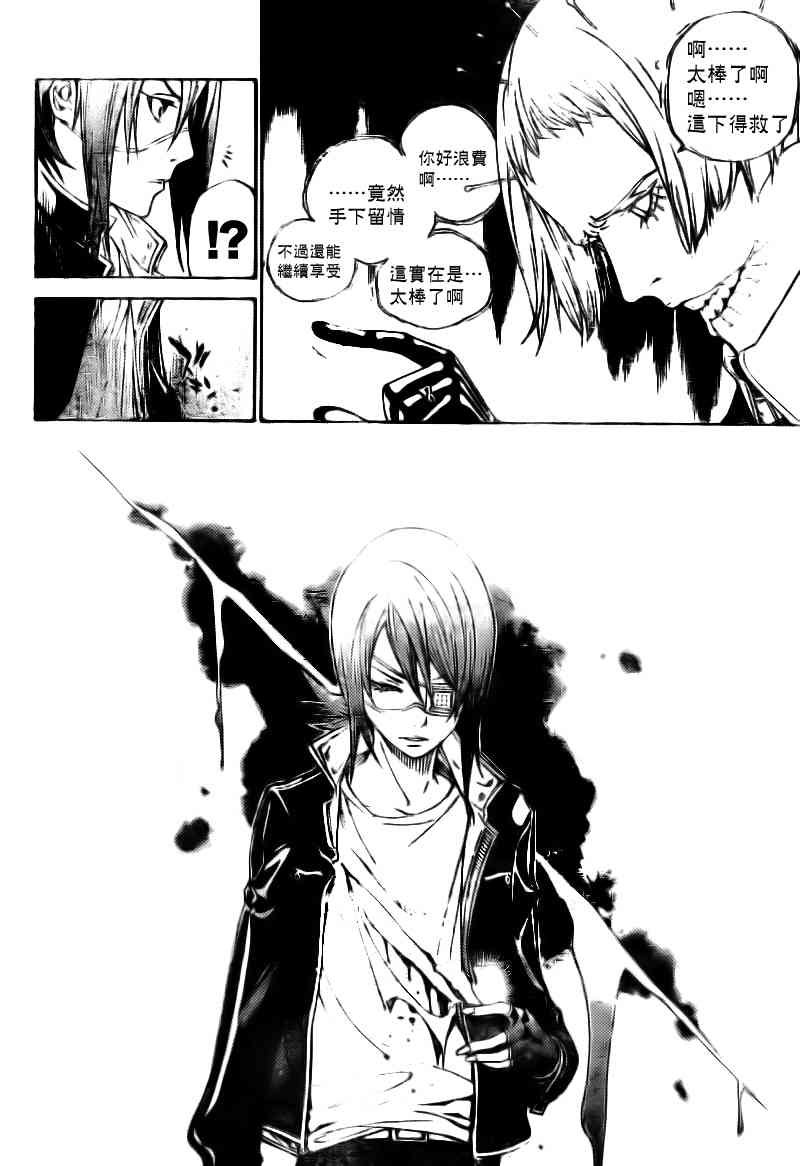 啊……
太棒了啊
嗯……
這下得救了
你好浪費
啊……
……竟然
手下留情
這實在是…
太棒了啊
不過還能
繼續享受
!?